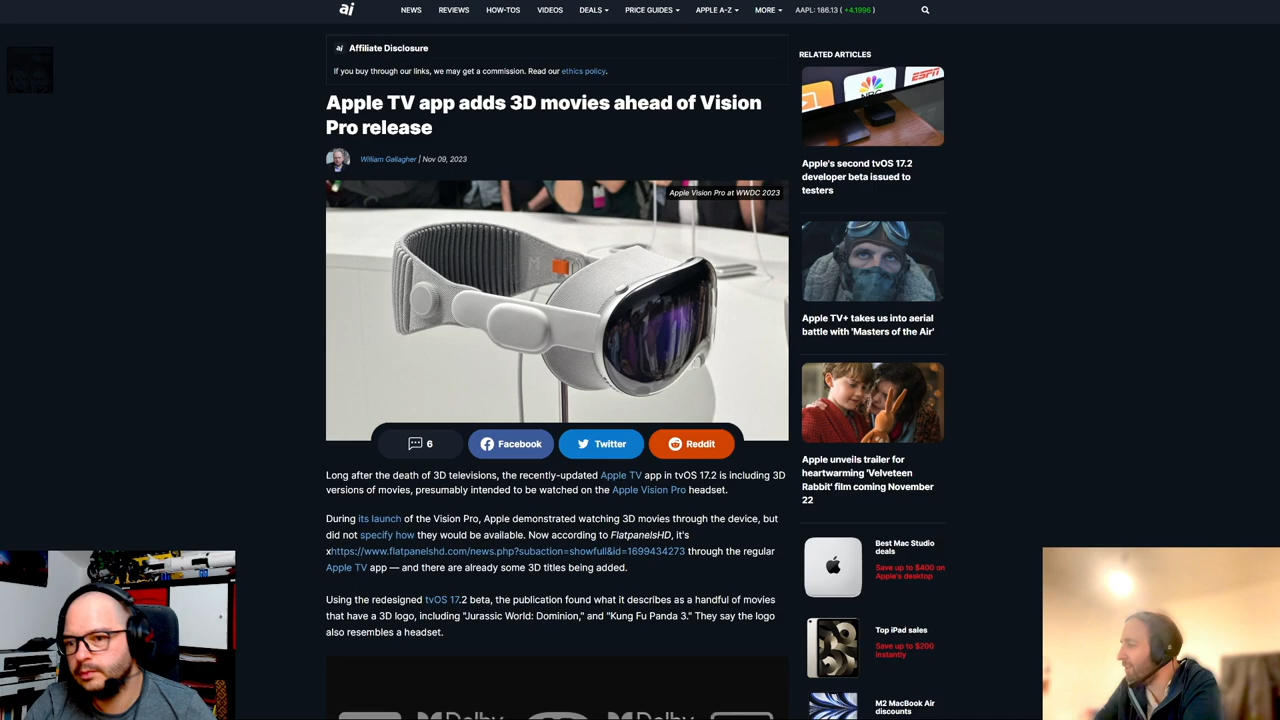 ai NEWS REVIEWS HOW-TOS VIDEOS DEALS PRICE GUIDES APPLE A-Z MORE AAPL: 186.13 ( +4.1996 )
ai Affiliate Disclosure
If you buy through our links, we may get a commission. Read our ethics policy.
Apple TV app adds 3D movies ahead of Vision
Pro release
William Gallagher | Nov 09, 2023
Apple Vision Pro at WWDC 2023
6 Facebook Twitter Reddit
Long after the death of 3D televisions, the recently-updated Apple TV app in tvOS 17.2 is including 3D
versions of movies, presumably intended to be watched on the Apple Vision Pro headset.
During its launch of the Vision Pro, Apple demonstrated watching 3D movies through the device, but
did not specify how they would be available. Now according to FlatpanelsHD, it's
xhttps://www.flatpanelshd.com/news.php?subaction=showfull&id=1699434273 through the regular
Apple TV app — and there are already some 3D titles being added.
Using the redesigned tvOS 17.2 beta, the publication found what it describes as a handful of movies
that have a 3D logo, including "Jurassic World: Dominion," and "Kung Fu Panda 3." They say the logo
also resembles a headset.
Dolby Dolby
RELATED ARTICLES
NBC ESPN
Apple's second tvOS 17.2
developer beta issued to
testers
Apple TV+ takes us into aerial
battle with 'Masters of the Air'
Apple unveils trailer for
heartwarming 'Velveteen
Rabbit' film coming November
22
Best Mac Studio
deals
Save up to $400 on
Apple's desktop
Top iPad sales
Save up to $200
instantly
M2 MacBook Air
discounts